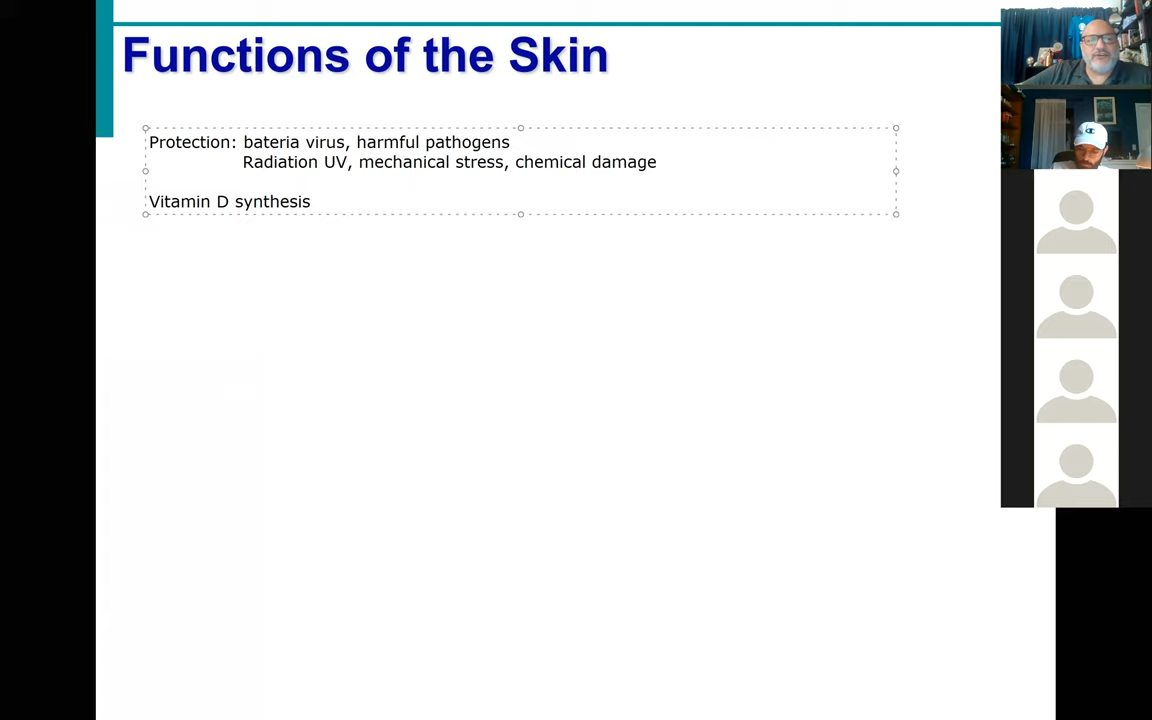 Functions of the Skin
Protection: bateria virus, harmful pathogens
Radiation UV, mechanical stress, chemical damage
Vitamin D synthesis